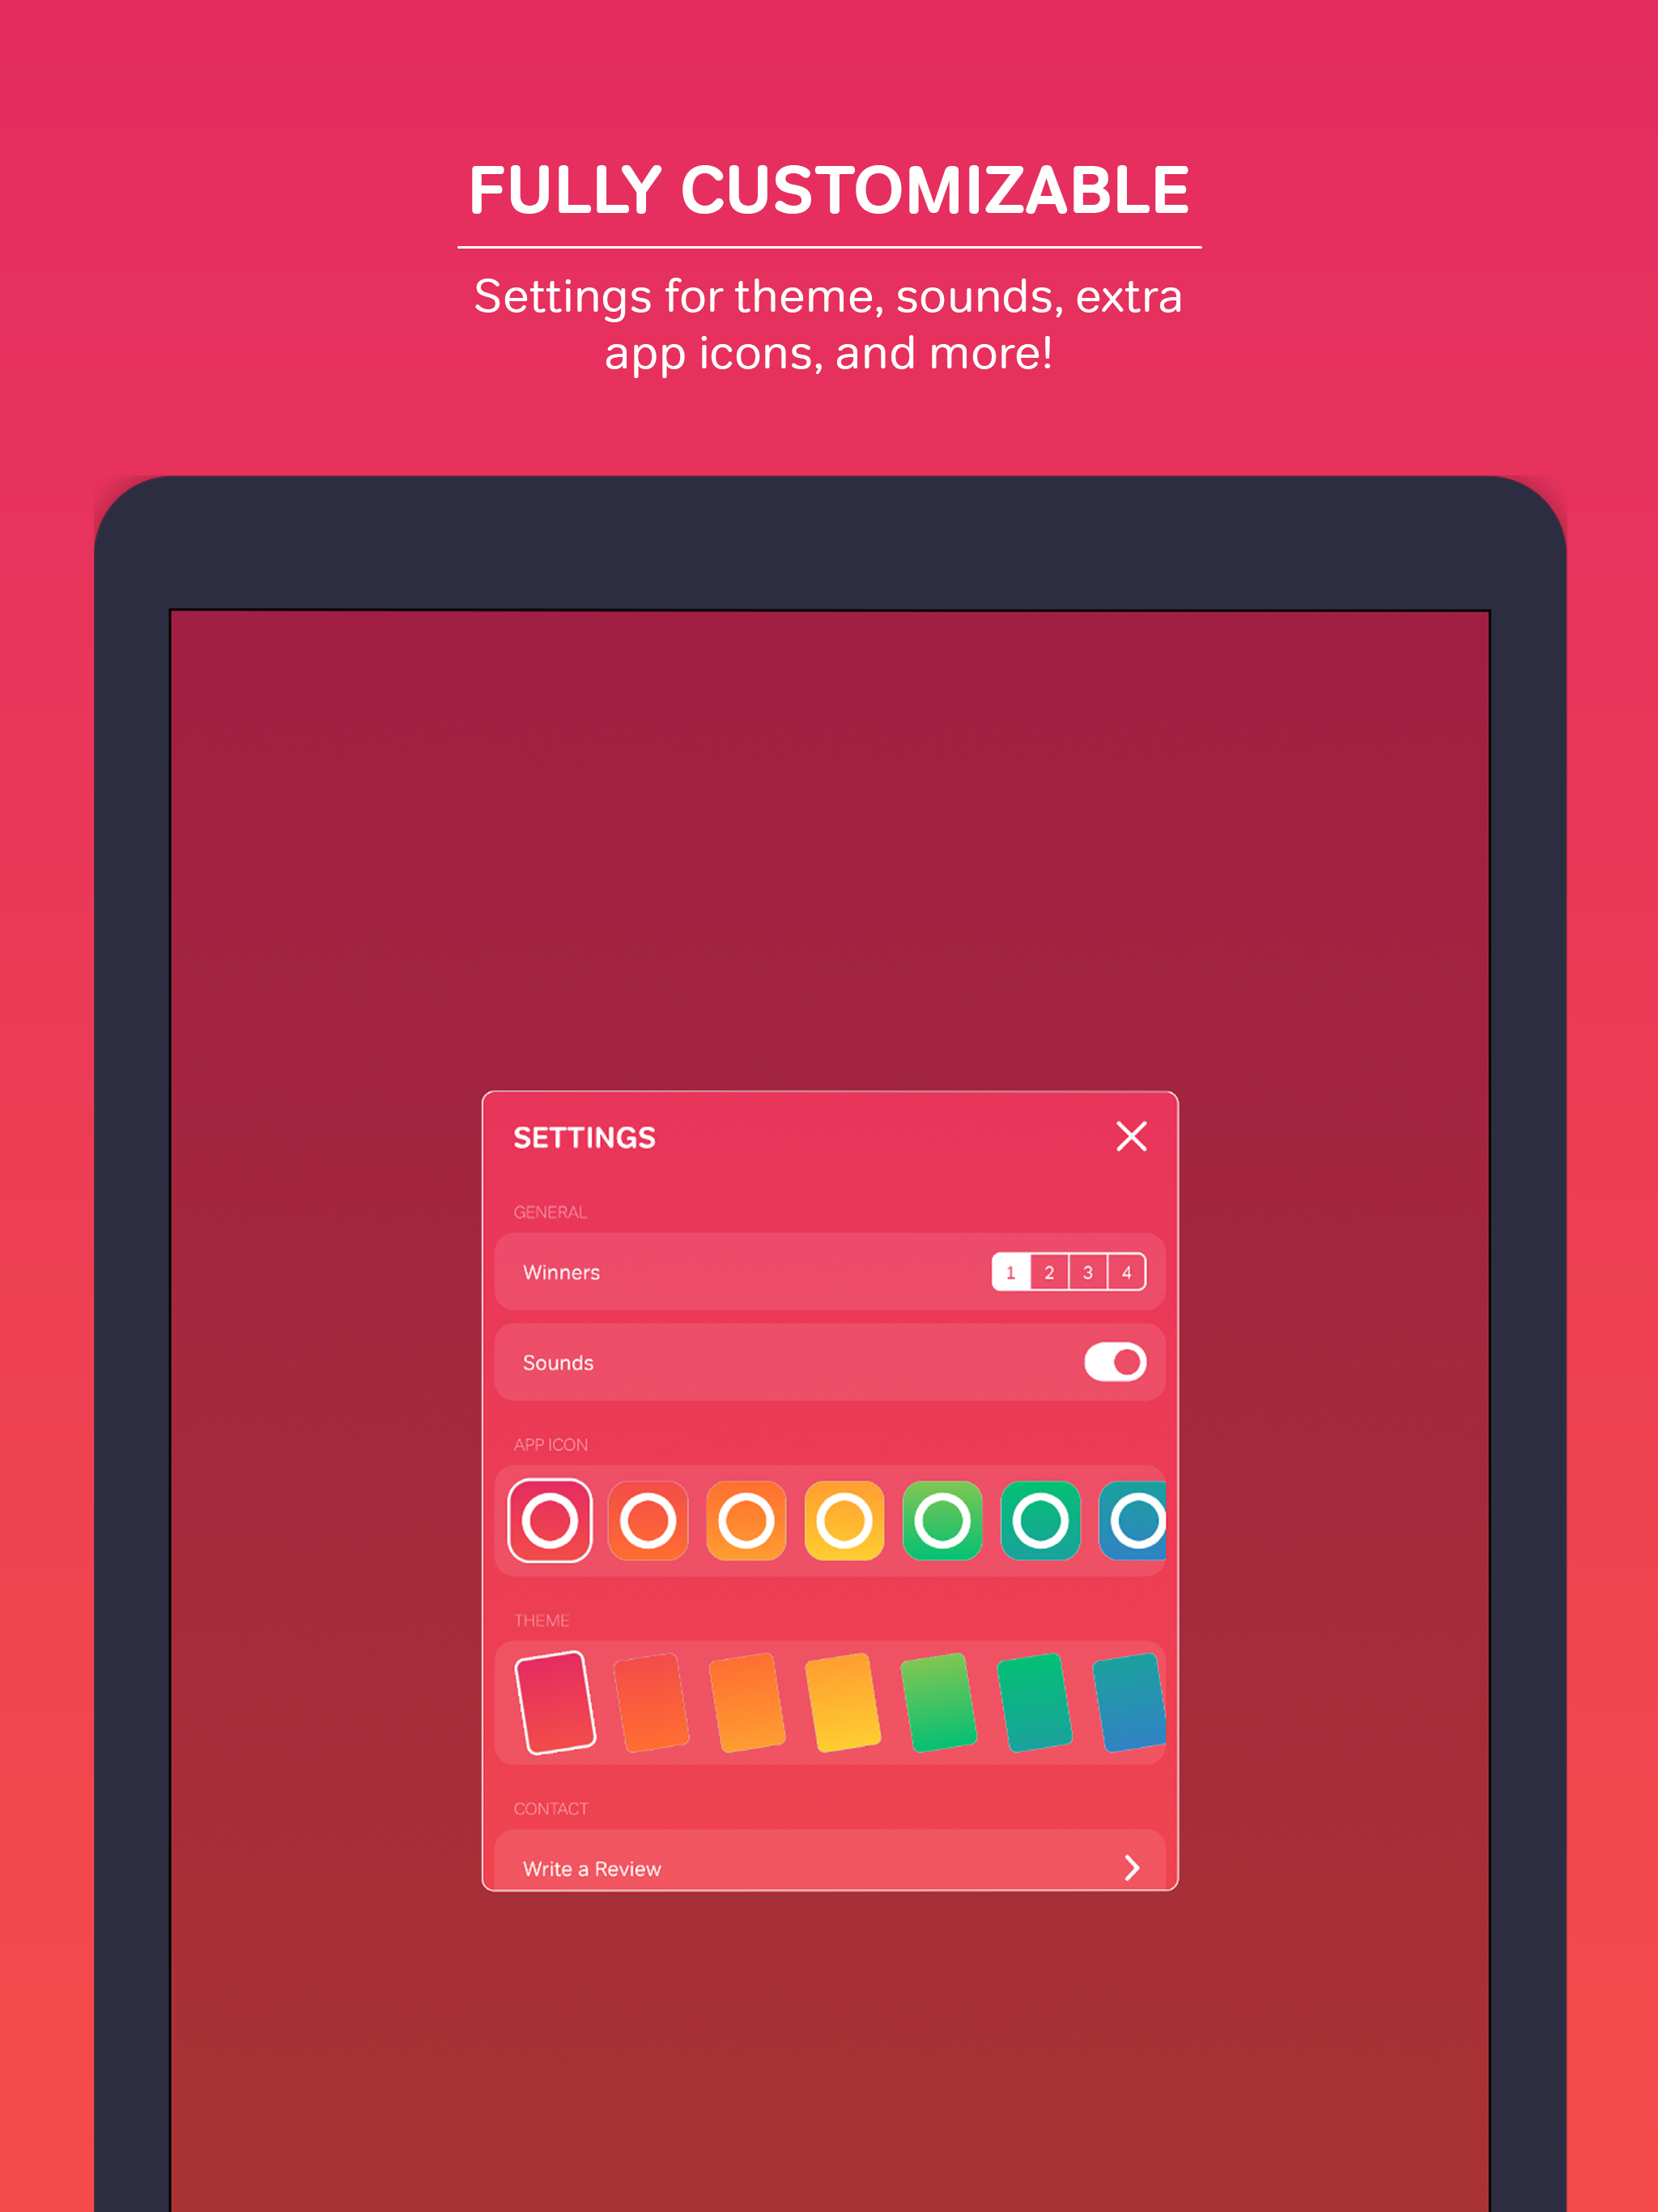 FULLY CUSTOMIZABLE
Settings for theme, sounds, extra
app icons, and more!
SETTINGS
GENERAL
Winners 1 2 3 4
Sounds
APP ICON
THEME
CONTACT
Write a Review